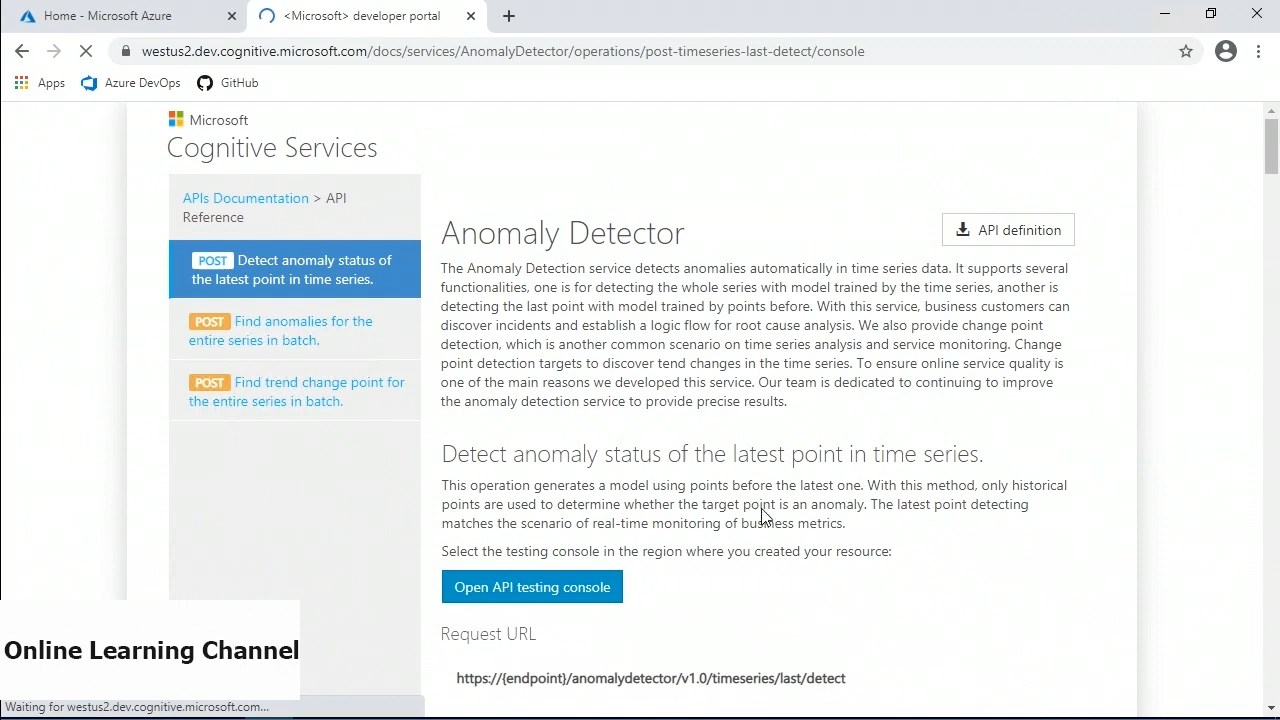 Home - Microsoft Azure
<Microsoft> developer portal
westus2.dev.cognitive.microsoft.com/docs/services/AnomalyDetector/operations/post-timeseries-last-detect/console
Apps
Azure DevOps
GitHub
Microsoft
Cognitive Services
APIs Documentation > API
Reference
POST Detect anomaly status of
the latest point in time series.
POST Find anomalies for the
entire series in batch.
POST Find trend change point for
the entire series in batch.
Anomaly Detector
API definition
The Anomaly Detection service detects anomalies automatically in time series data. It supports several
functionalities, one is for detecting the whole series with model trained by the time series, another is
detecting the last point with model trained by points before. With this service, business customers can
discover incidents and establish a logic flow for root cause analysis. We also provide change point
detection, which is another common scenario on time series analysis and service monitoring. Change
point detection targets to discover tend changes in the time series. To ensure online service quality is
one of the main reasons we developed this service. Our team is dedicated to continuing to improve
the anomaly detection service to provide precise results.
Detect anomaly status of the latest point in time series.
This operation generates a model using points before the latest one. With this method, only historical
points are used to determine whether the target point is an anomaly. The latest point detecting
matches the scenario of real-time monitoring of business metrics.
Select the testing console in the region where you created your resource:
Open API testing console
Request URL
https://{endpoint}/anomalydetector/v1.0/timeseries/last/detect
Online Learning Channel
Waiting for westus2.dev.cognitive.microsoft.com...